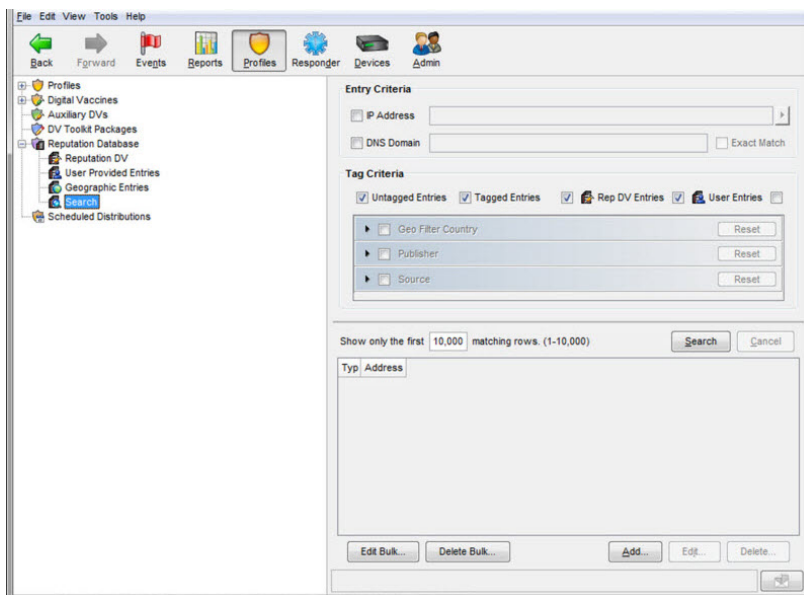 File Edit View Tools Help
Back Forward Events Reports Profiles Responder Devices Admin
Profiles
Digital Vaccines
Auxiliary DVs
DV Toolkit Packages
Reputation Database
Reputation DV
User Provided Entries
Geographic Entries
Search
Scheduled Distributions
Entry Criteria
IP Address
DNS Domain Exact Match
Tag Criteria
Untagged Entries Tagged Entries Rep DV Entries User Entries
Geo Filter Country Reset
Publisher Reset
Source Reset
Show only the first 10,000 matching rows. (1-10,000) Search Cancel
Typ Address
Edit Bulk... Delete Bulk... Add... Edit... Delete...